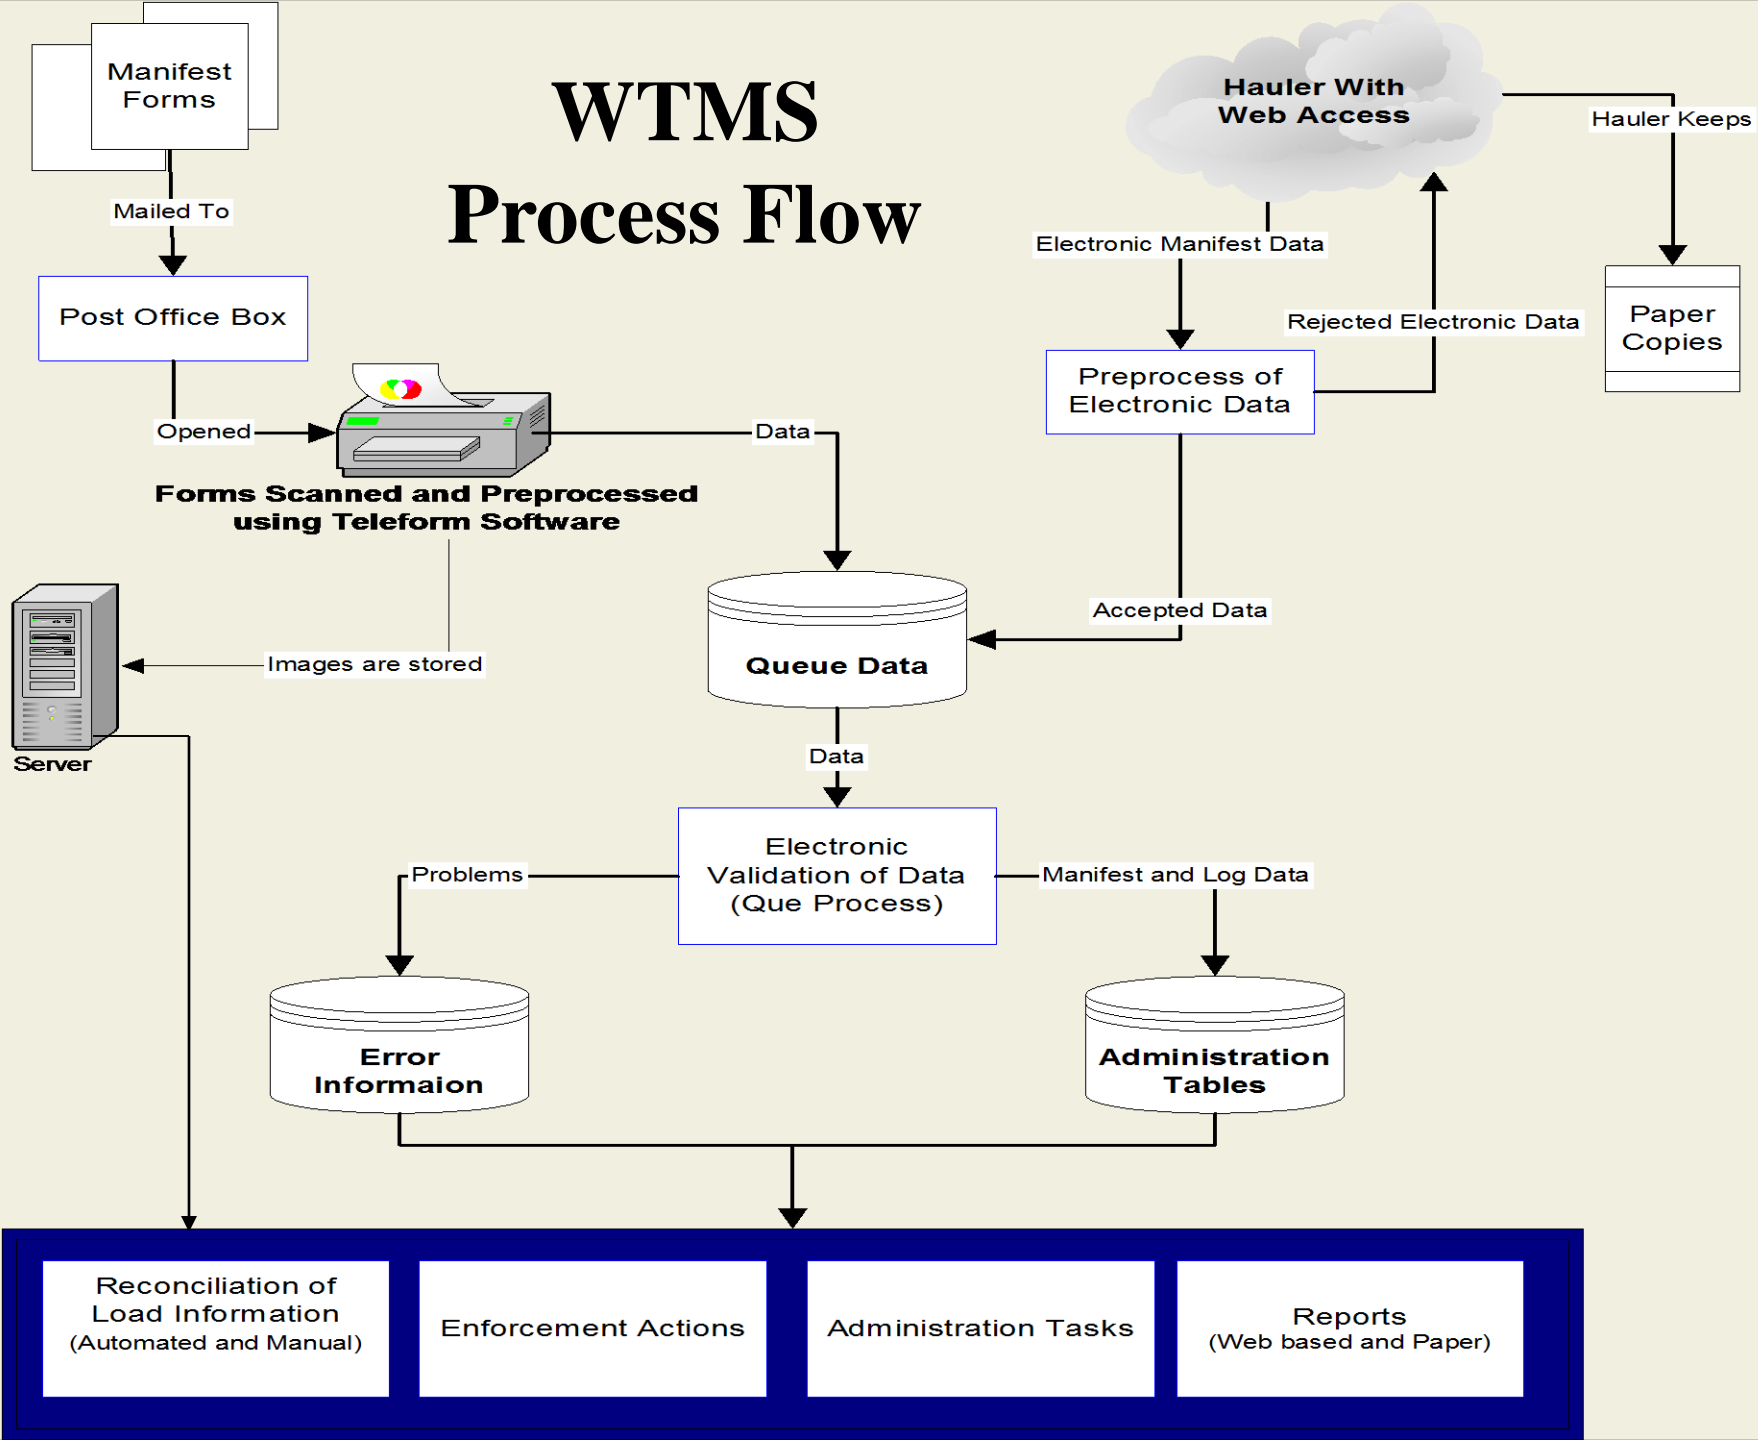 WTMS
Process Flow
Manifest
Forms
Mailed To
Post Office Box
Opened
Forms Scanned and Preprocessed
using Teleform Software
Data
Images are stored
Server
Hauler With
Web Access
Hauler Keeps
Paper
Copies
Electronic Manifest Data
Rejected Electronic Data
Preprocess of
Electronic Data
Accepted Data
Queue Data
Data
Electronic
Validation of Data
(Que Process)
Problems
Manifest and Log Data
Error
Informaion
Administration
Tables
Reconciliation of
Load Information
(Automated and Manual)
Enforcement Actions
Administration Tasks
Reports
(Web based and Paper)